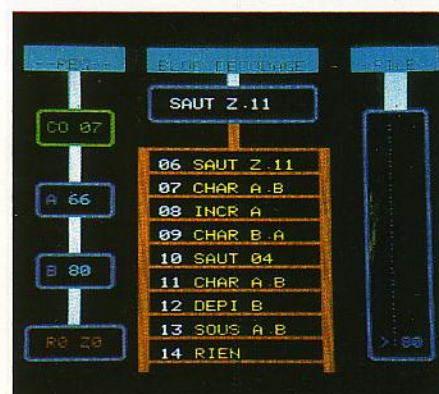 --REG--
BLOC DECODAGE
PILE
SAUT Z.11
CO 07
A 66
B 80
R0 Z0
06 SAUT Z.11
07 CHAR A.B
08 INCR A
09 CHAR B.A
10 SAUT 04
11 CHAR A.B
12 DEPI B
13 SOUS A.B
14 RIEN
>:80